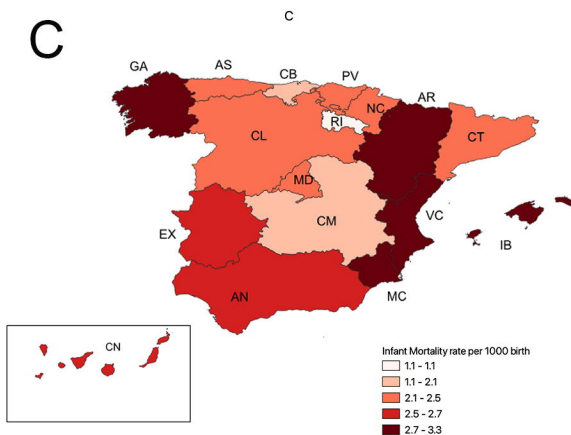 C
C
GA
AS
CB
PV
AR
NC
RI
CL
CT
MD
CM
VC
EX
IB
AN
MC
CN
Infant Mortality rate per 1000 birth
1.1 - 1.1
1.1 - 2.1
2.1 - 2.5
2.5 - 2.7
2.7 - 3.3